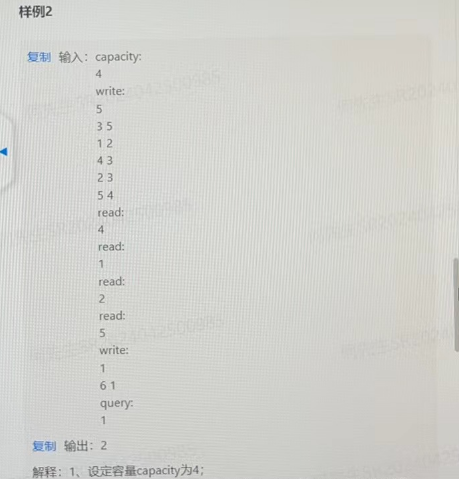 样例2
复制 输入：capacity:
4
write:
5
3 5
1 2
4 3
2 3
5 4
read:
4
read:
1
read:
2
read:
5
write:
1
6 1
query:
1
复制 输出：2
解释：1、设定容量capacity为4；